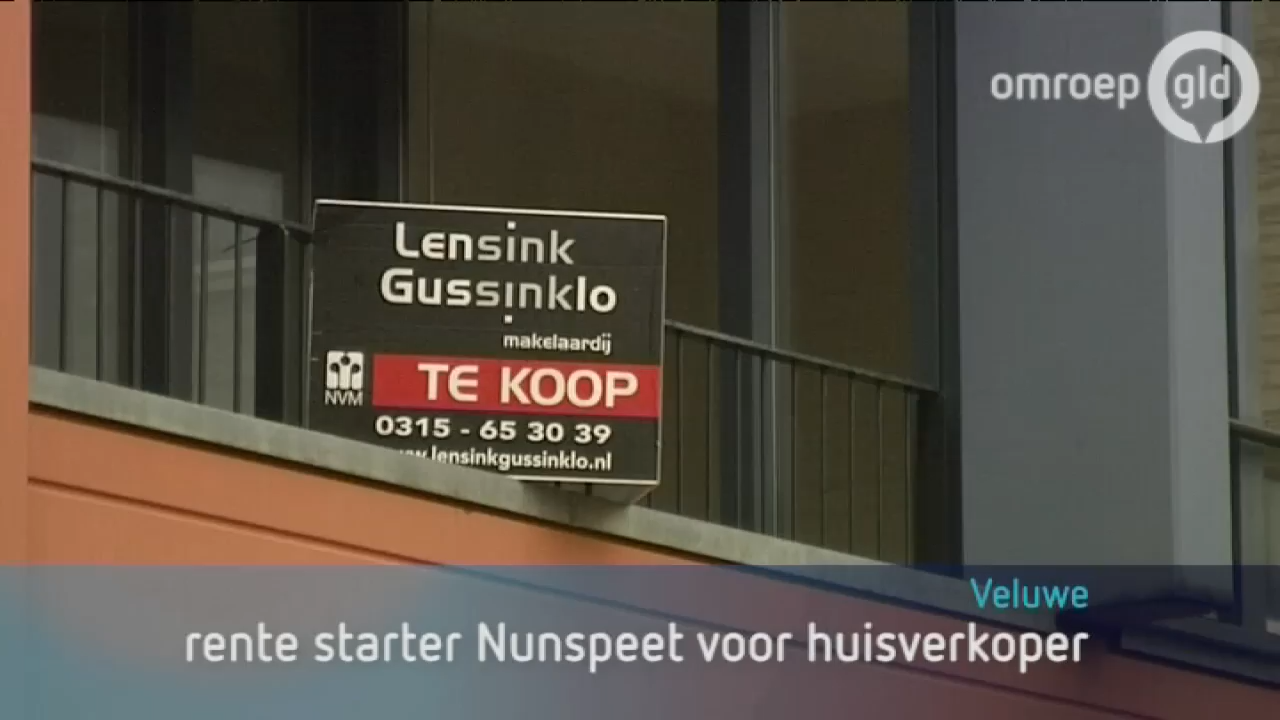 omroep gld
Lensink
Gussinklo
makelaardij
TE KOOP
NVM
0315 - 65 30 39
lensinkgussinklo.nl
Veluwe
rente starter Nunspeet voor huisverkoper